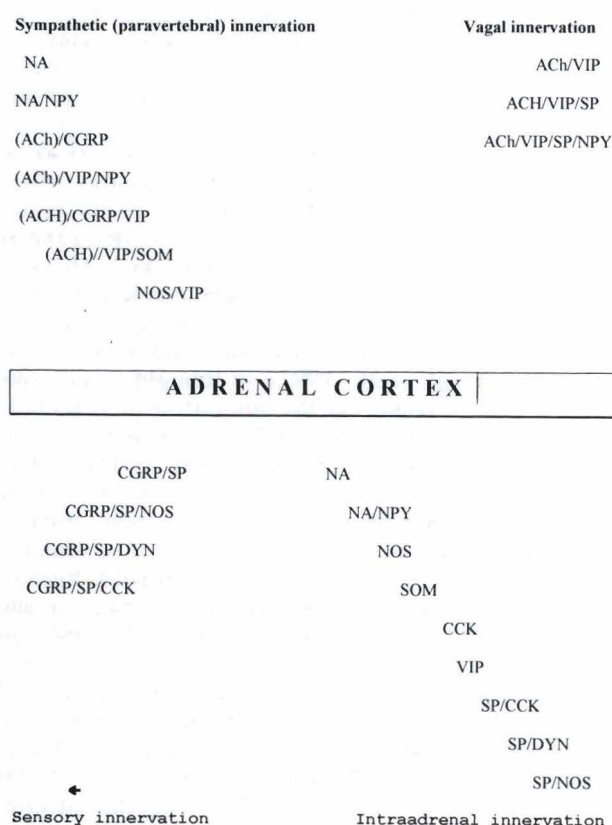 Sympathetic (paravertebral) innervation
Vagal innervation
NA
ACh/VIP
NA/NPY
ACH/VIP/SP
(ACh)/CGRP
ACh/VIP/SP/NPY
(ACh)/VIP/NPY
(ACH)/CGRP/VIP
(ACH)//VIP/SOM
NOS/VIP
ADRENAL CORTEX
CGRP/SP
NA
CGRP/SP/NOS
NA/NPY
CGRP/SP/DYN
NOS
CGRP/SP/CCK
SOM
CCK
VIP
SP/CCK
SP/DYN
SP/NOS
Sensory innervation
Intraadrenal innervation